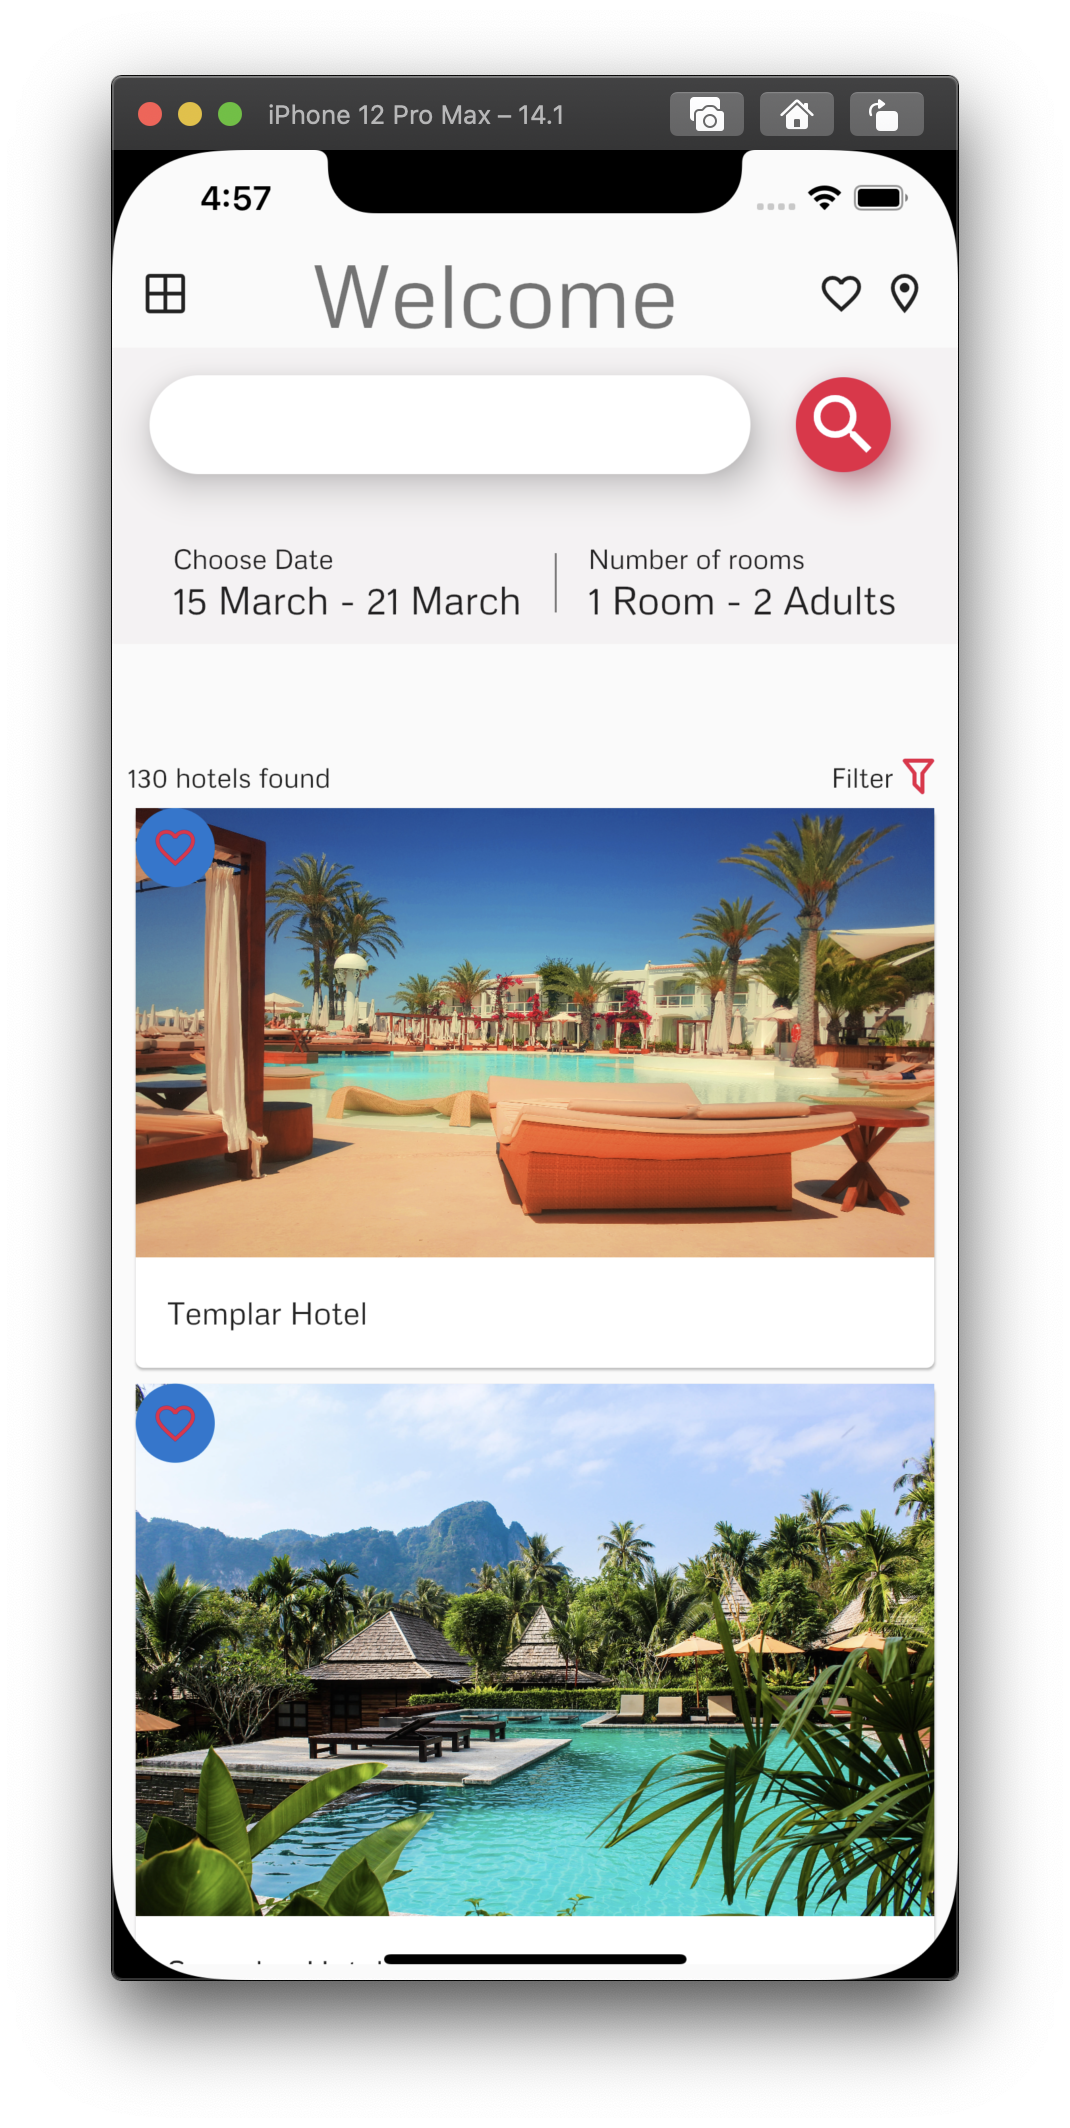 iPhone 12 Pro Max – 14.1
4:57
Welcome
Choose Date
15 March - 21 March
Number of rooms
1 Room - 2 Adults
130 hotels found
Filter
Templar Hotel